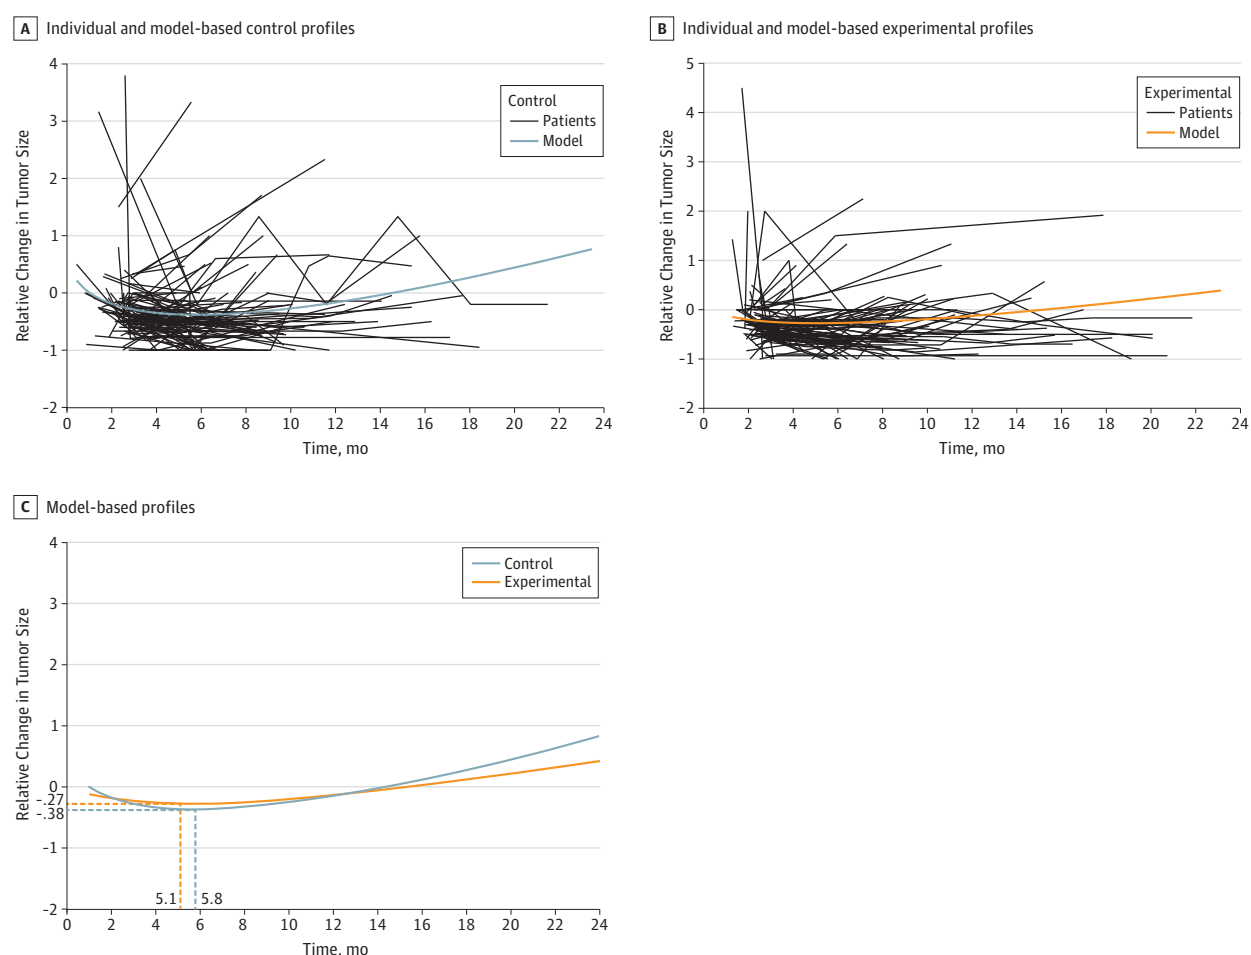 A Individual and model-based control profiles
4
3
2
1
0
-1
-2
Relative Change in Tumor Size
Control
Patients
Model
0 2 4 6 8 10 12 14 16 18 20 22 24
Time, mo
B Individual and model-based experimental profiles
5
4
3
2
1
0
-1
-2
Relative Change in Tumor Size
Experimental
Patients
Model
0 2 4 6 8 10 12 14 16 18 20 22 24
Time, mo
C Model-based profiles
4
3
2
1
0
-.27
-.38
-1
-2
Relative Change in Tumor Size
Control
Experimental
5.1 5.8
0 2 4 6 8 10 12 14 16 18 20 22 24
Time, mo